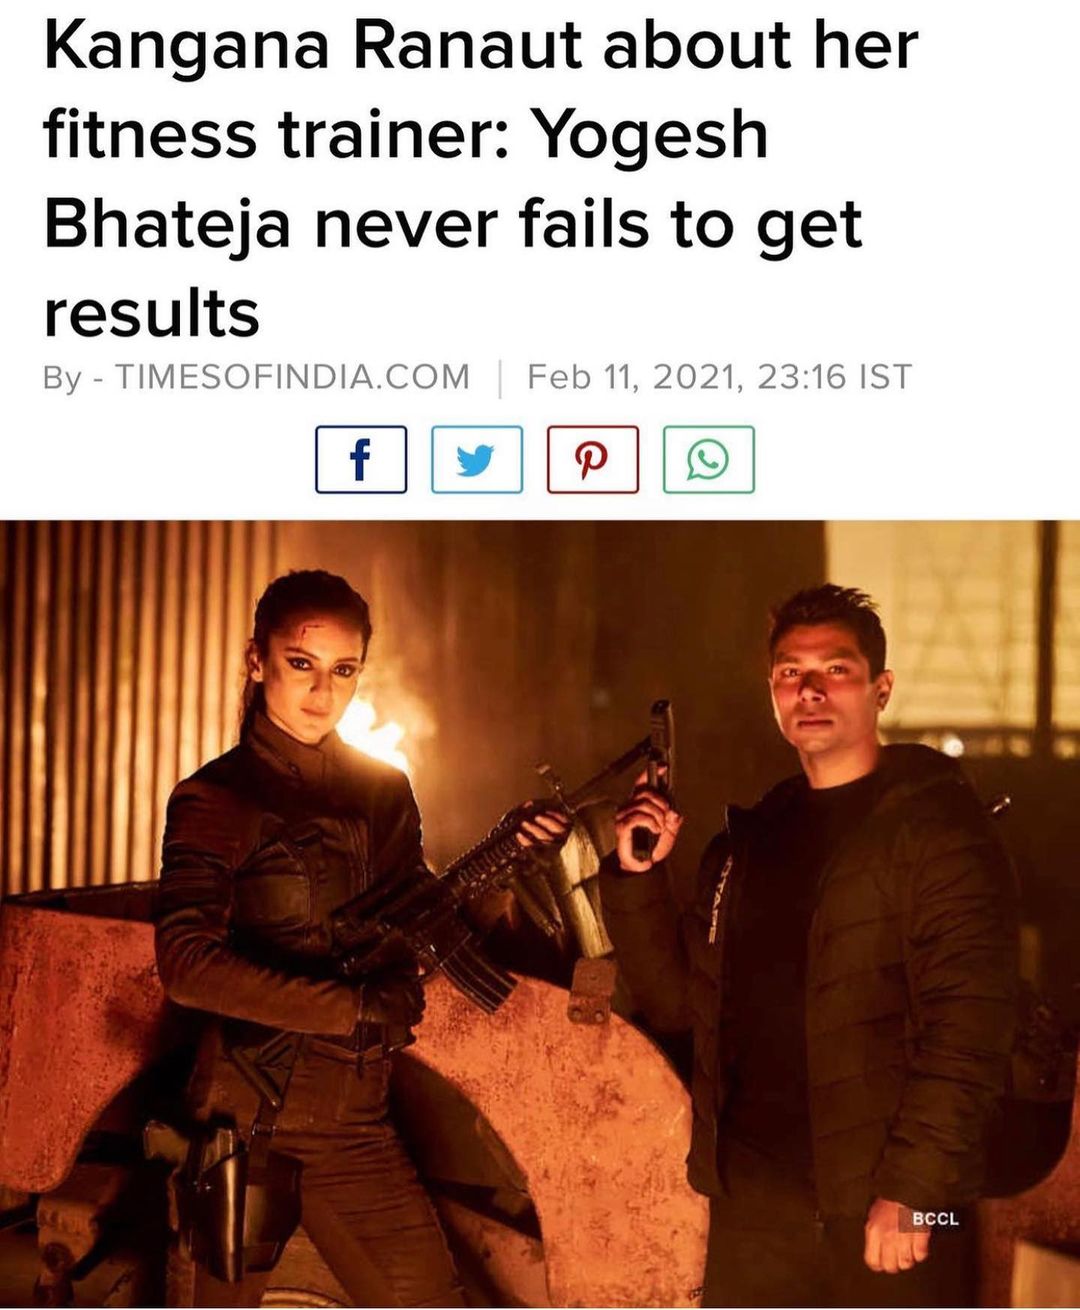 Kangana Ranaut about her
fitness trainer: Yogesh
Bhateja never fails to get
results
By - TIMESOFINDIA.COM | Feb 11, 2021, 23:16 IST
BCCL